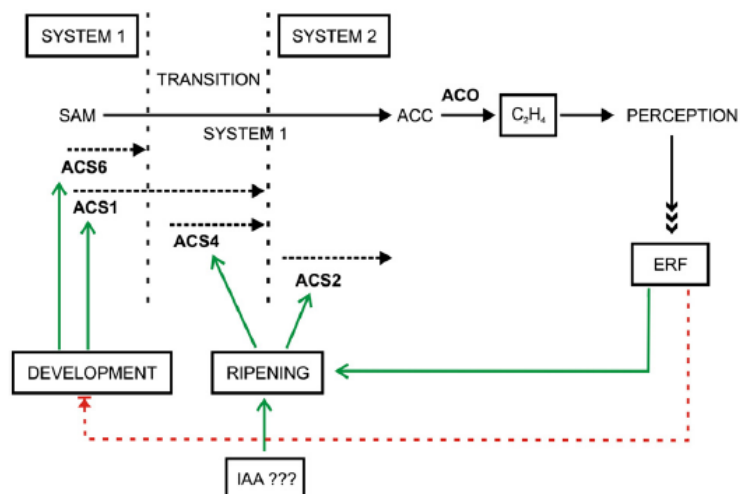 SYSTEM 1
SYSTEM 2
TRANSITION
SAM
SYSTEM 1
ACC
ACO
C₂H₄
PERCEPTION
ACS6
ACS1
ACS4
ACS2
ERF
DEVELOPMENT
RIPENING
IAA ???